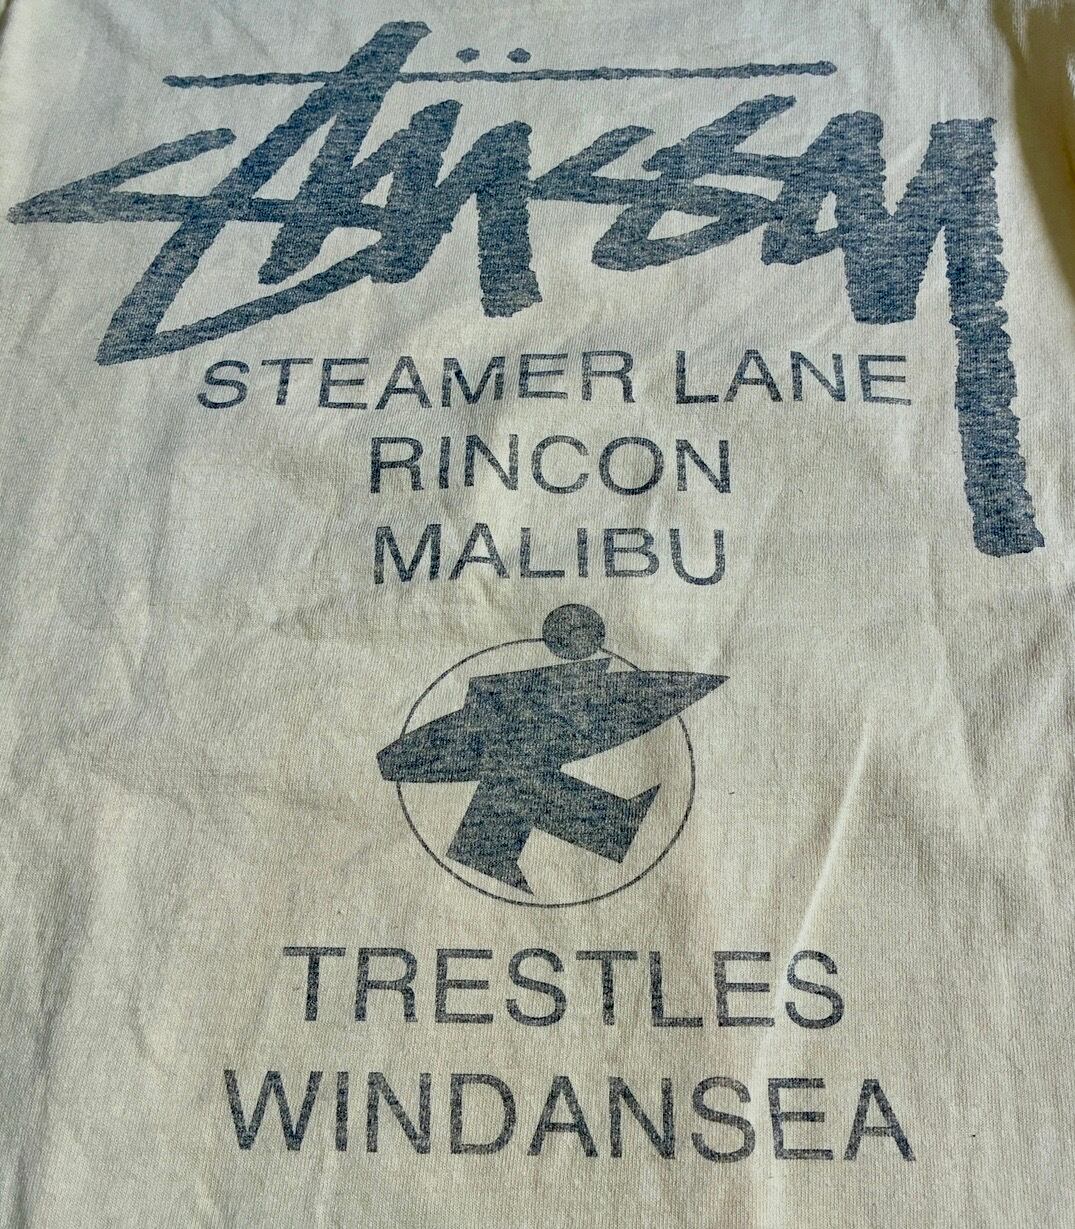 Stüssy
STEAMER LANE
RINCON
MALIBU
TRESTLES
WINDANSEA